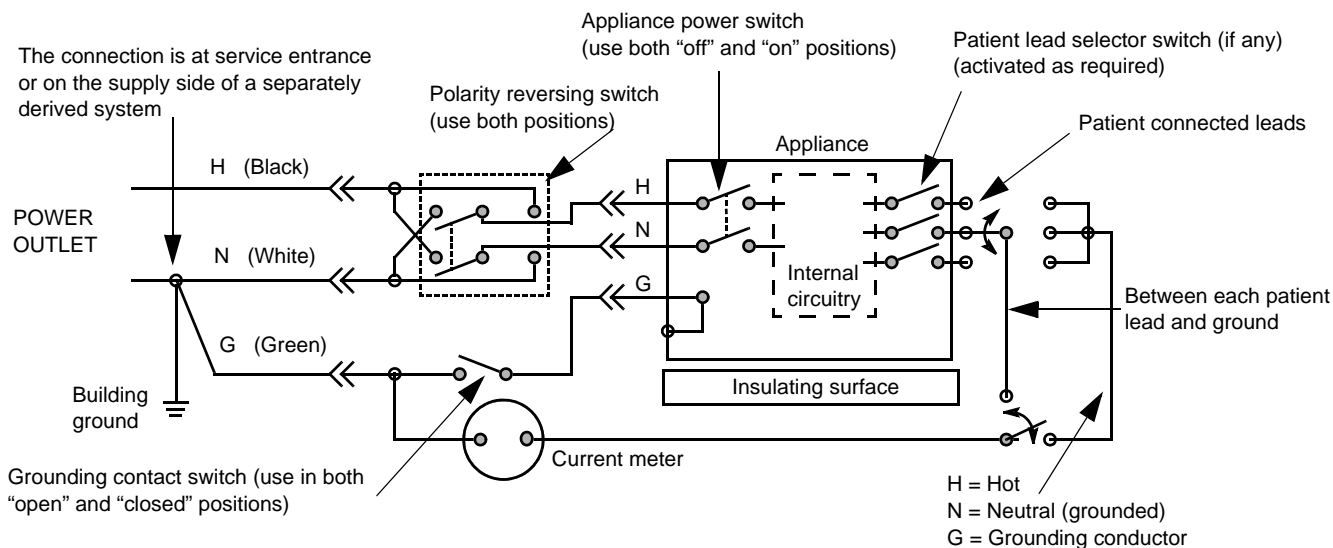 Appliance power switch
(use both “off” and “on” positions)
Patient lead selector switch (if any)
(activated as required)
The connection is at service entrance
or on the supply side of a separately
derived system
Polarity reversing switch
(use both positions)
Patient connected leads
Appliance
H (Black)
H
POWER
OUTLET
N
N (White)
Internal
circuitry
G
Between each patient
lead and ground
G (Green)
Insulating surface
Building
ground
Current meter
Grounding contact switch (use in both
“open” and “closed” positions)
H = Hot
N = Neutral (grounded)
G = Grounding conductor